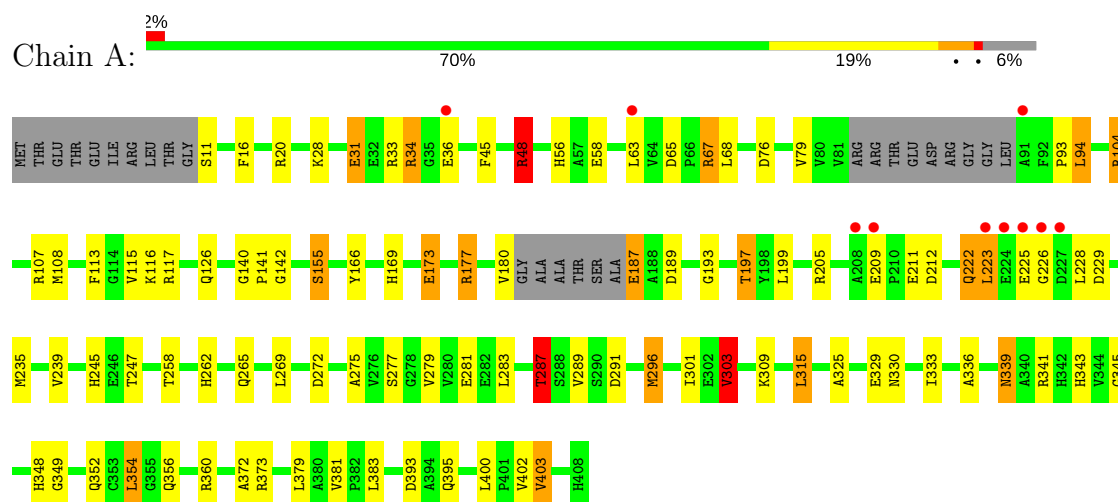 2%
Chain A:
70% 19% • • 6%
MET THR GLU THR GLU ILE ARG LEU THR GLY S11 F16 R20 K28 E31 E32 R33 R34 G35 E36 F45 R48 H56 A57 E58 L63 V64 D65 P66 R67 L68 D76 V79 V80 V81 ARG ARG THR GLU ASP ARG GLY GLY LEU A91 F92 P93 L94 R104
R107 M108 F113 G114 V115 K116 R117 Q126 G140 P141 G142 S155 Y166 H169 E173 R177 V180 GLY ALA ALA THR SER ALA E187 A188 D189 G193 T197 Y198 L199 R205 A208 E209 P210 E211 D212 Q222 L223 E224 E225 G226 D227 L228 D229
M235 V239 H245 E246 T247 T258 H262 Q265 L269 D272 A275 V276 S277 G278 V279 V280 E281 E282 L283 T287 S288 V289 S290 D291 M296 I301 E302 V303 K309 L315 A325 E329 N330 I333 A336 N339 A340 R341 H342 H343 V344 G345
H348 G349 Q352 C353 L354 G355 Q356 R360 A372 R373 L379 A380 V381 P382 L383 D393 A394 Q395 L400 P401 V402 V403 H408